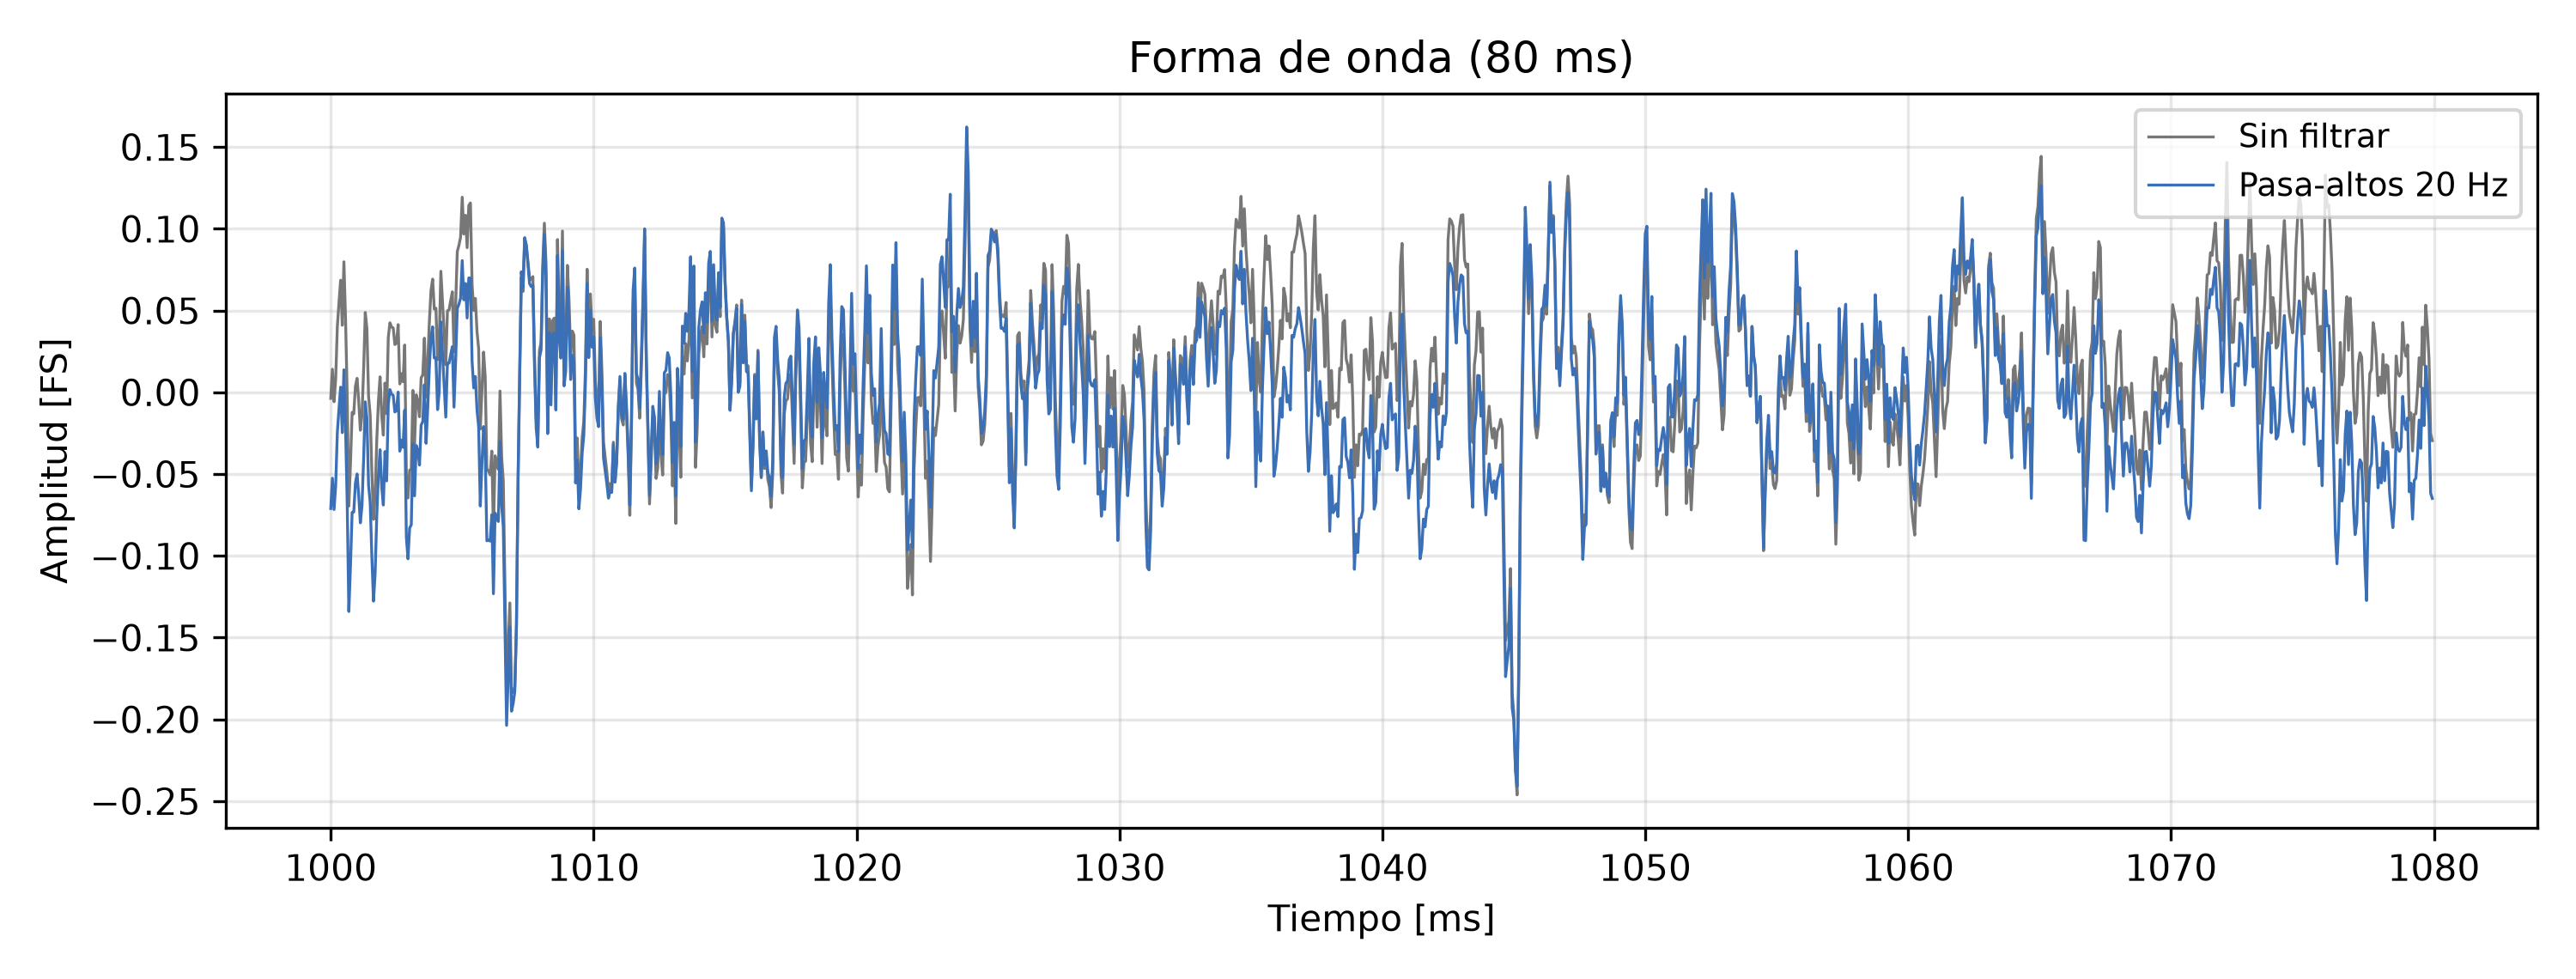 Forma de onda (80 ms)
Sin filtrar
Pasa-altos 20 Hz
Amplitud [FS]
0.15
0.10
0.05
0.00
−0.05
−0.10
−0.15
−0.20
−0.25
1000 1010 1020 1030 1040 1050 1060 1070 1080
Tiempo [ms]